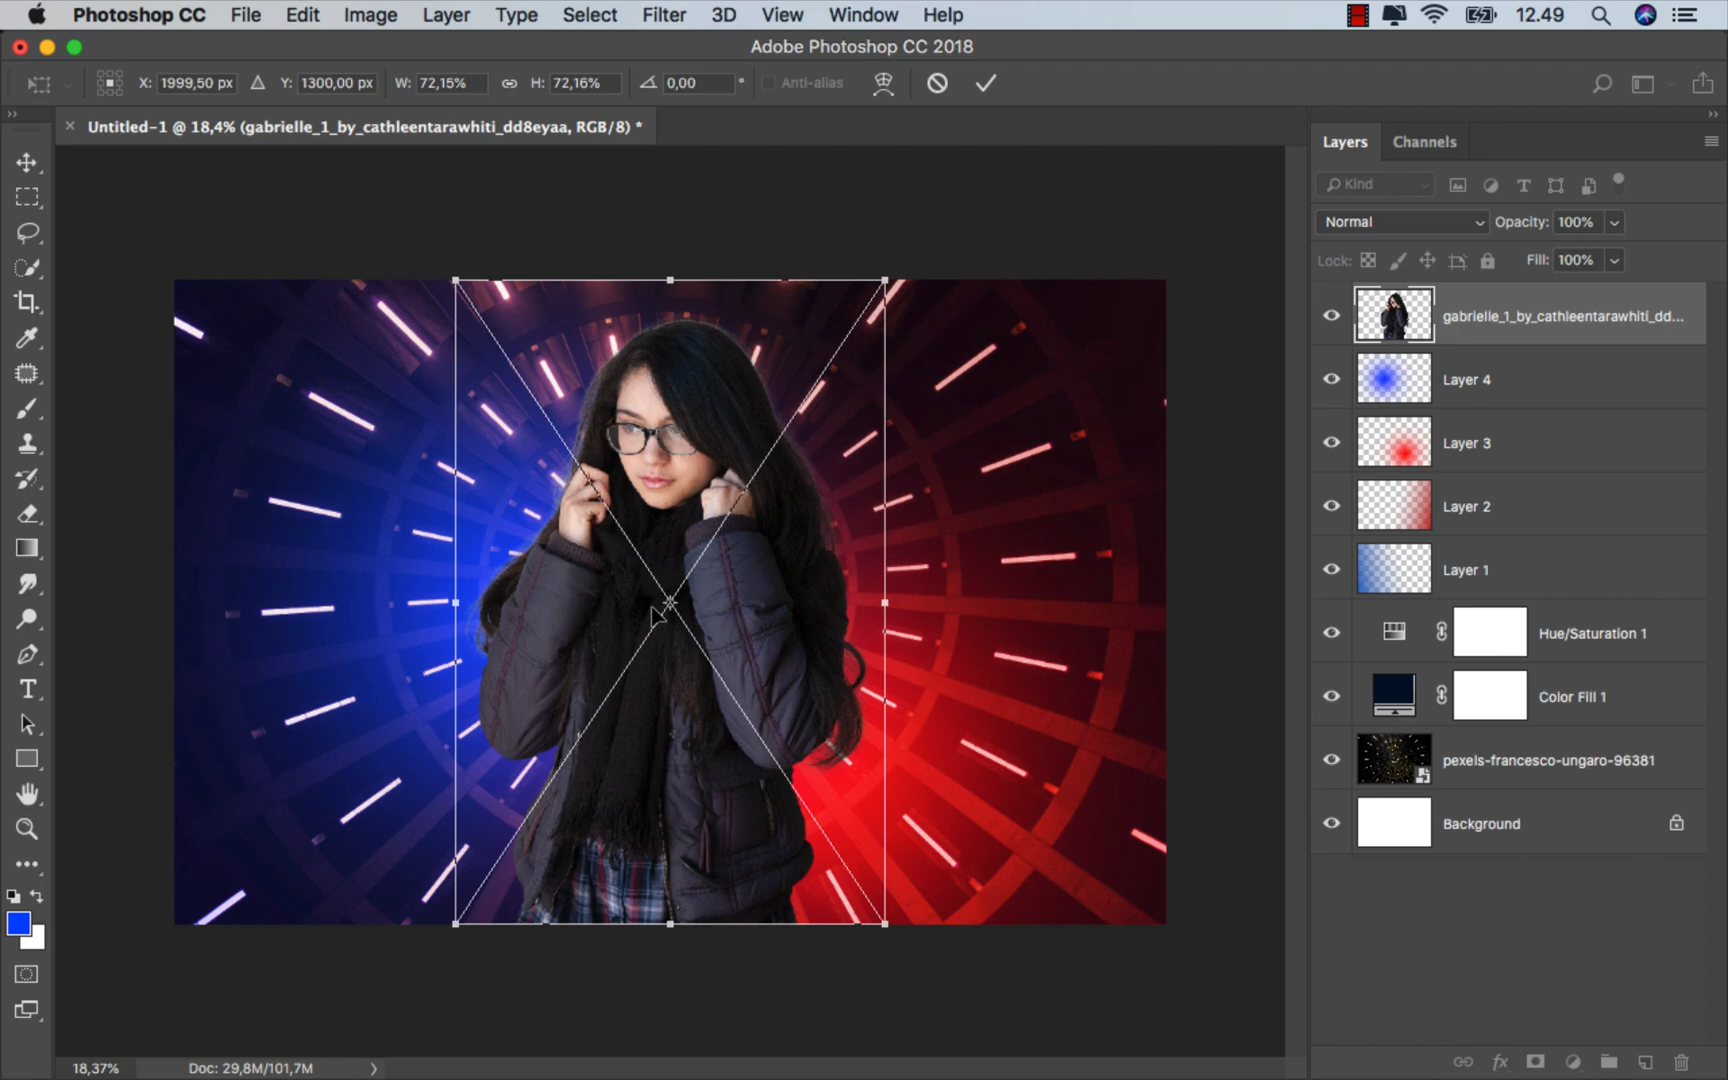 Photoshop CC File Edit Image Layer Type Select Filter 3D View Window Help 12.49
Adobe Photoshop CC 2018
X: 1999,50 px Y: 1300,00 px W: 72,15% H: 72,16% 0,00 ° Anti-alias
Untitled-1 @ 18,4% (gabrielle_1_by_cathleentarawhiti_dd8eyaa, RGB/8) *
Layers Channels
Kind
Normal Opacity: 100%
Lock: Fill: 100%
gabrielle_1_by_cathleentarawhiti_dd...
Layer 4
Layer 3
Layer 2
Layer 1
Hue/Saturation 1
Color Fill 1
pexels-francesco-ungaro-96381
Background
18,37% Doc: 29,8M/101,7M